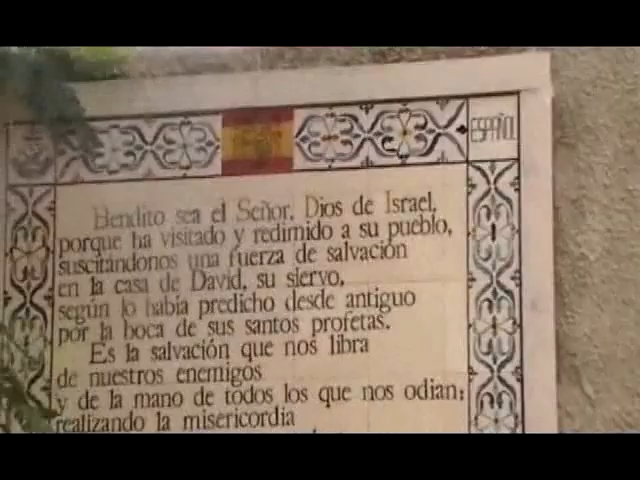 ESPAÑOL
Bendito sea el Señor, Dios de Israel,
porque ha visitado y redimido a su pueblo,
suscitándonos una fuerza de salvación
en la casa de David, su siervo,
según lo había predicho desde antiguo
por la boca de sus santos profetas.
Es la salvación que nos libra
de nuestros enemigos
y de la mano de todos los que nos odian;
realizando la misericordia